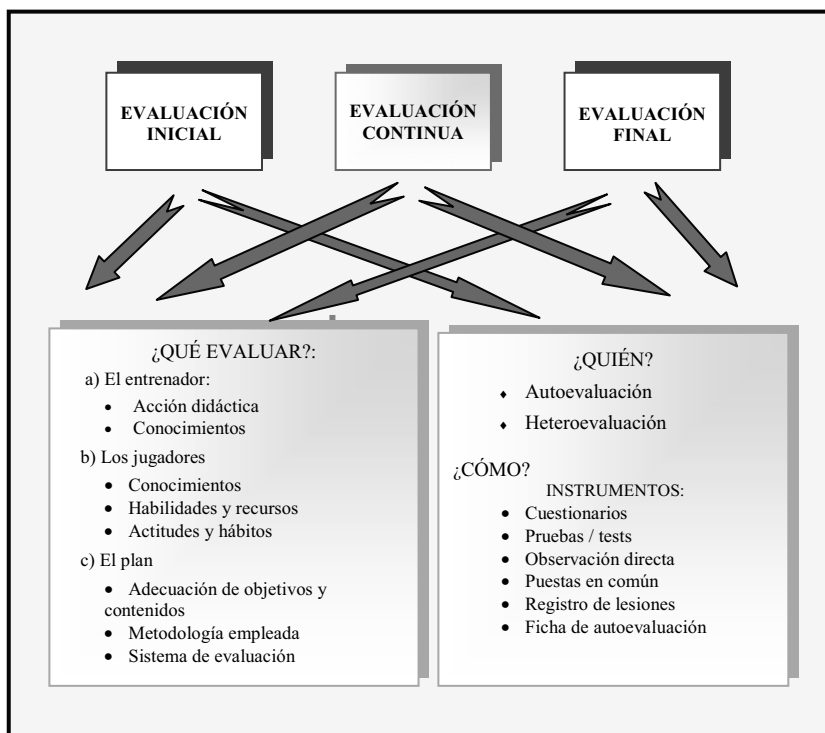 EVALUACIÓN
INICIAL
EVALUACIÓN
CONTINUA
EVALUACIÓN
FINAL
¿QUÉ EVALUAR?:
a) El entrenador:
• Acción didáctica
• Conocimientos
b) Los jugadores
• Conocimientos
• Habilidades y recursos
• Actitudes y hábitos
c) El plan
• Adecuación de objetivos y
contenidos
• Metodología empleada
• Sistema de evaluación
¿QUIÉN?
♦ Autoevaluación
♦ Heteroevaluación
¿CÓMO?
INSTRUMENTOS:
• Cuestionarios
• Pruebas / tests
• Observación directa
• Puestas en común
• Registro de lesiones
• Ficha de autoevaluación